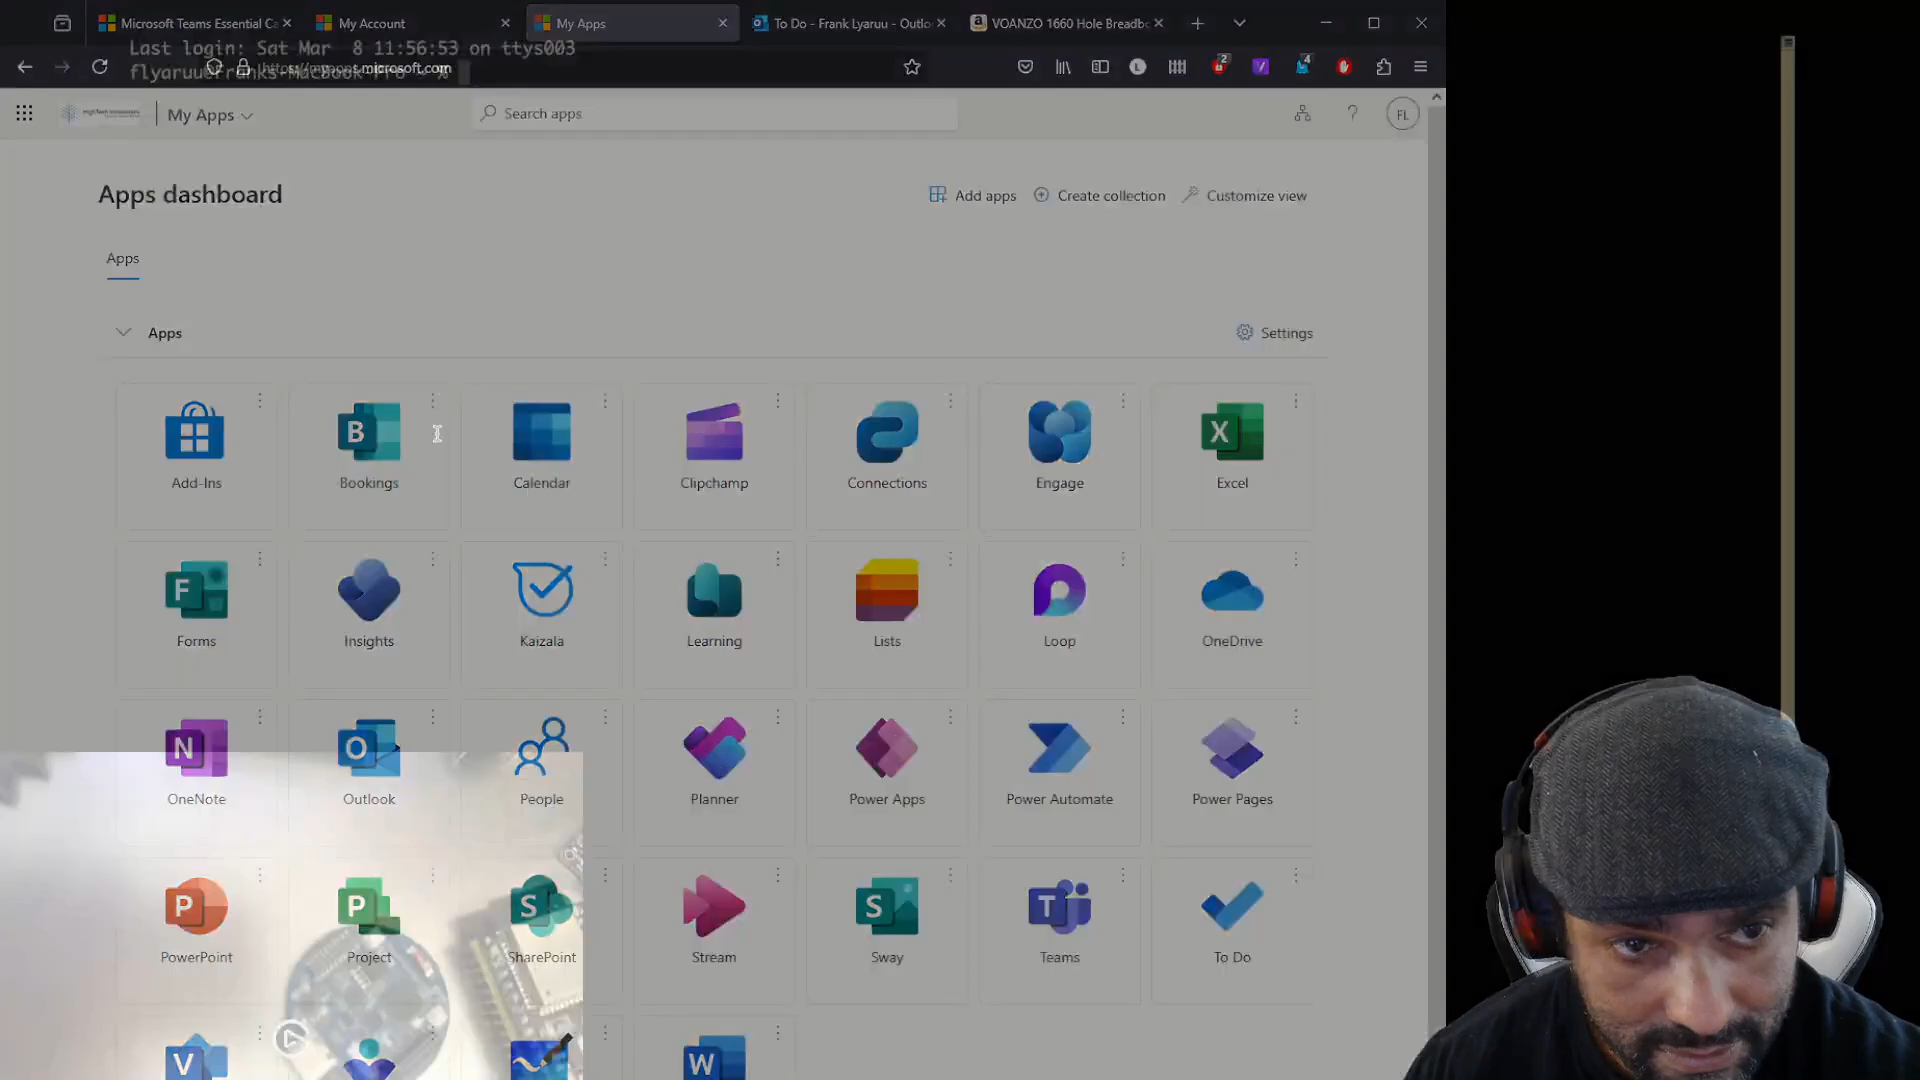 Microsoft Teams Essential Ca
My Account
My Apps
To Do - Frank Lyaruu - Outlo
VOANZO 1660 Hole Breadb
Last login: Sat Mar  8 11:56:53 on ttys003
.microsoft.com
2
4
My Apps
Search apps
?
FL
Apps dashboard
Add apps
Create collection
Customize view
Apps
Apps
Settings
B
X
Add-Ins
Bookings
Calendar
Clipchamp
Connections
Engage
Excel
F
Forms
Insights
Kaizala
Learning
Lists
Loop
OneDrive
N
O
OneNote
Outlook
People
Planner
Power Apps
Power Automate
Power Pages
P
P
S
S
T
PowerPoint
Project
SharePoint
Stream
Sway
Teams
To Do
V
W